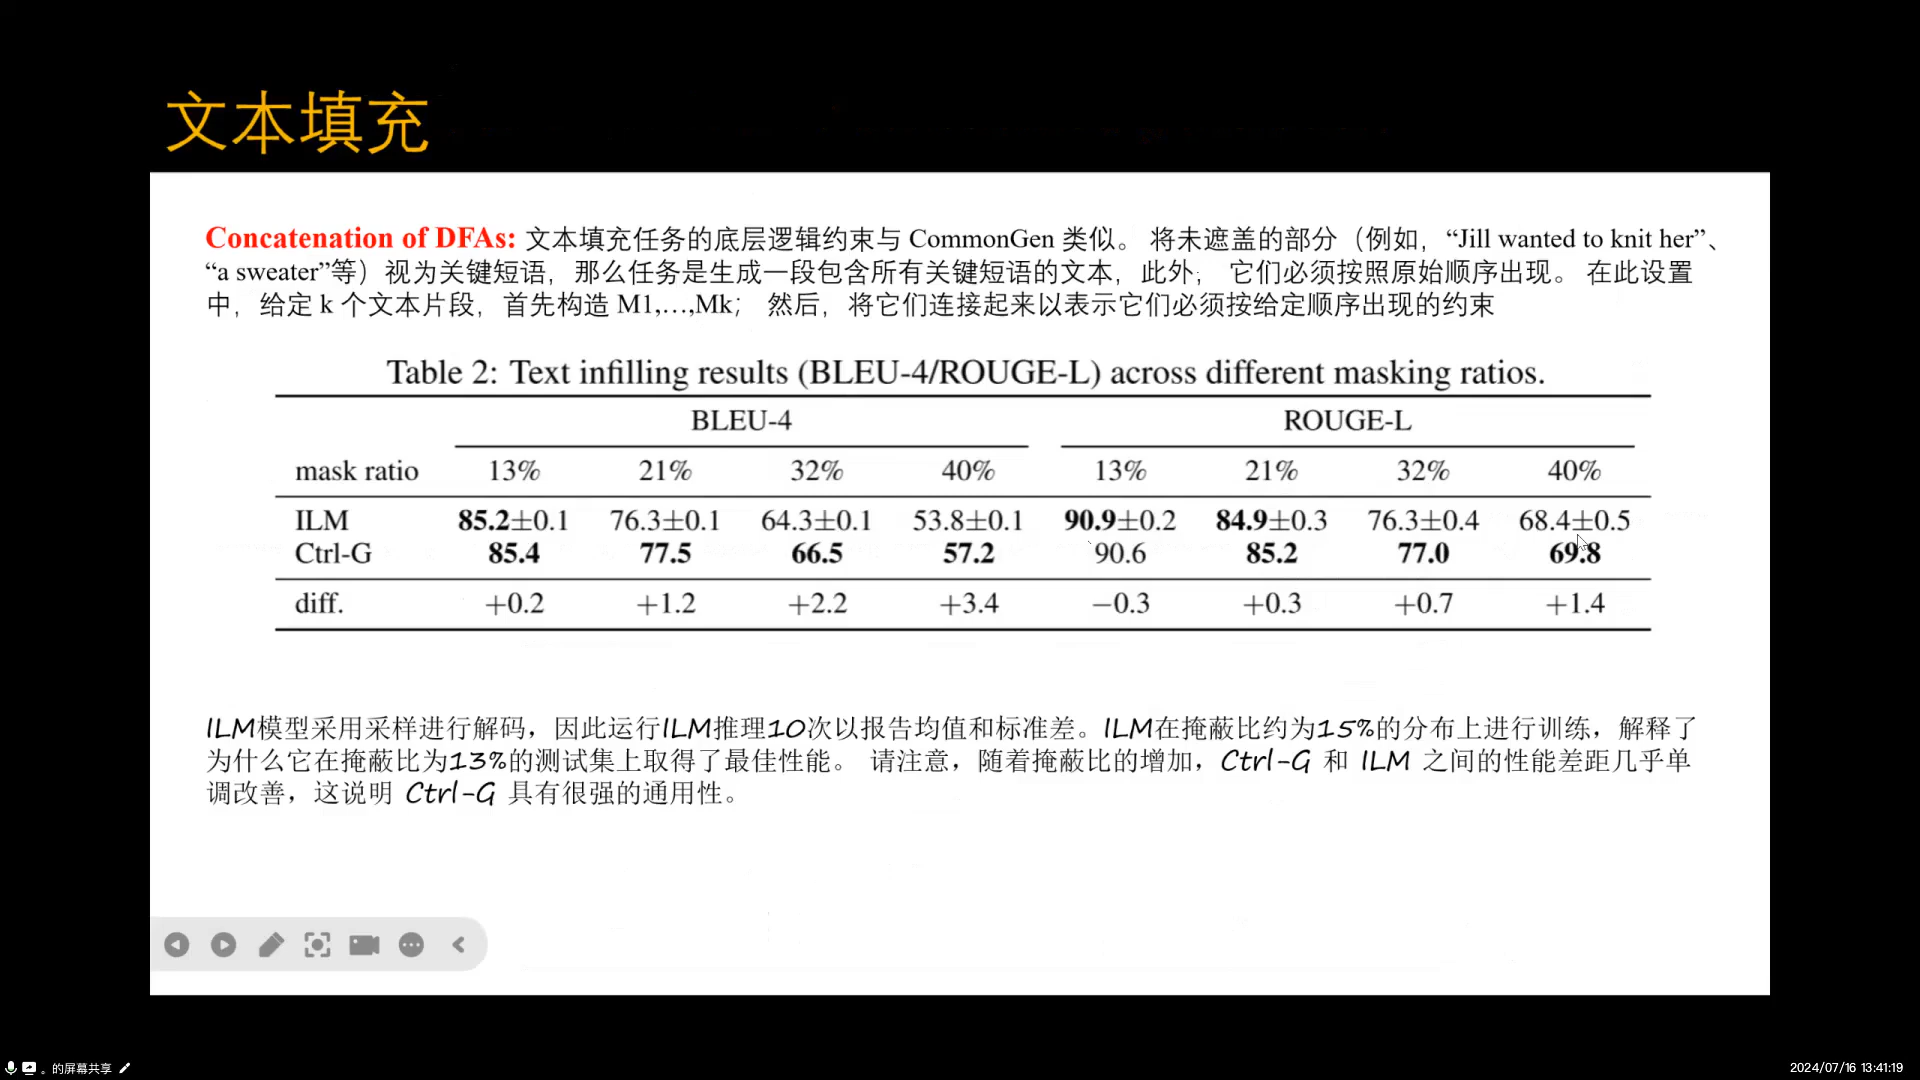 文本填充
Concatenation of DFAs: 文本填充任务的底层逻辑约束与 CommonGen 类似。 将未遮盖的部分（例如，“Jill wanted to knit her”、
“a sweater”等）视为关键短语，那么任务是生成一段包含所有关键短语的文本，此外； 它们必须按照原始顺序出现。 在此设置
中，给定 k 个文本片段，首先构造 M1,…,Mk； 然后，将它们连接起来以表示它们必须按给定顺序出现的约束
Table 2: Text infilling results (BLEU-4/ROUGE-L) across different masking ratios.
BLEU-4 ROUGE-L
mask ratio 13% 21% 32% 40% 13% 21% 32% 40%
ILM 85.2±0.1 76.3±0.1 64.3±0.1 53.8±0.1 90.9±0.2 84.9±0.3 76.3±0.4 68.4±0.5
Ctrl-G 85.4 77.5 66.5 57.2 90.6 85.2 77.0 69.8
diff. +0.2 +1.2 +2.2 +3.4 −0.3 +0.3 +0.7 +1.4
ILM模型采用采样进行解码，因此运行ILM推理10次以报告均值和标准差。ILM在掩蔽比约为15%的分布上进行训练，解释了
为什么它在掩蔽比为13%的测试集上取得了最佳性能。 请注意，随着掩蔽比的增加，Ctrl-G 和 ILM 之间的性能差距几乎单
调改善，这说明 Ctrl-G 具有很强的通用性。
。的屏幕共享
2024/07/16 13:41:19